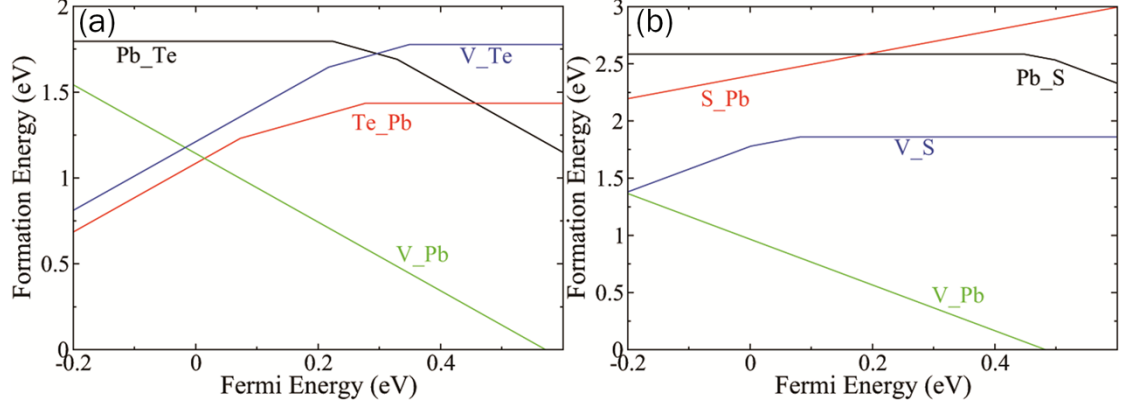 (a)
Formation Energy (eV)
2
1.5
1
0.5
0
Pb_Te
V_Te
Te_Pb
V_Pb
-0.2
0
0.2
0.4
Fermi Energy (eV)
(b)
Formation Energy (eV)
3
2.5
2
1.5
1
0.5
0
Pb_S
S_Pb
V_S
V_Pb
-0.2
0
0.2
0.4
Fermi Energy (eV)